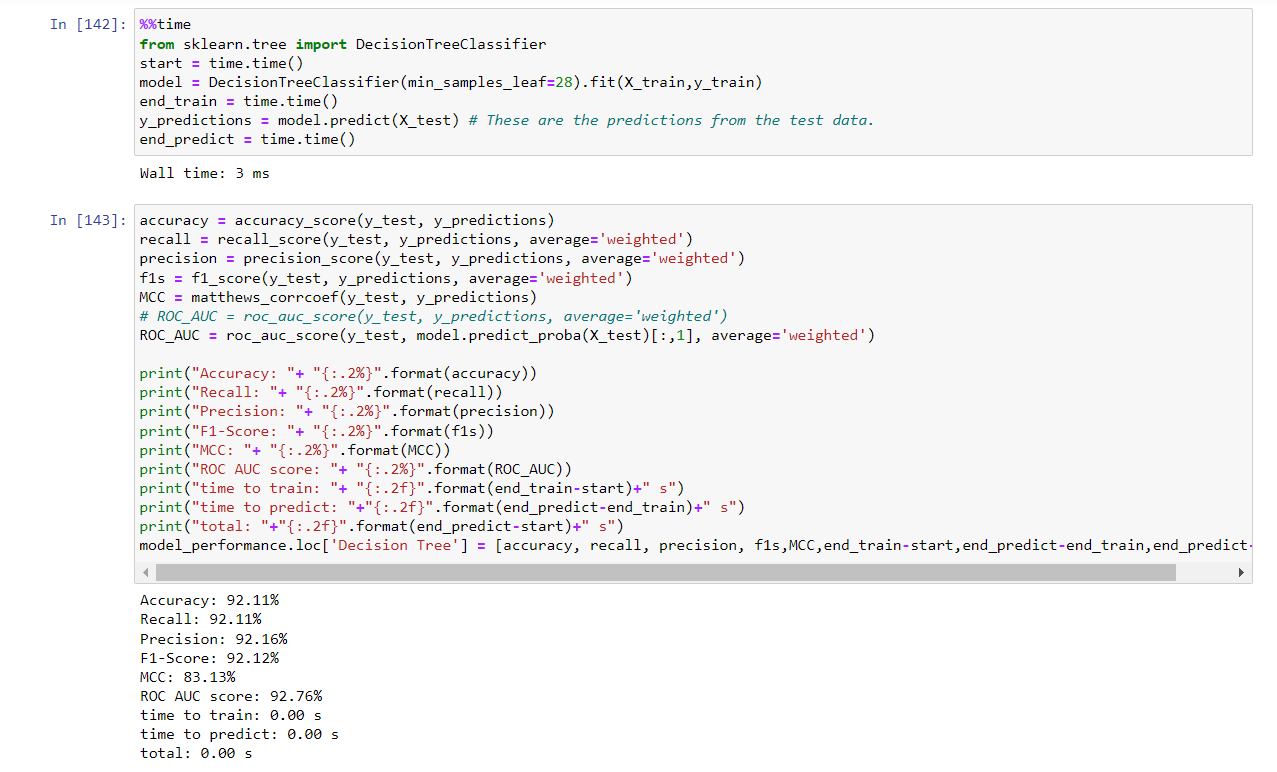 In [142]: %%time
from sklearn.tree import DecisionTreeClassifier
start = time.time()
model = DecisionTreeClassifier(min_samples_leaf=28).fit(X_train,y_train)
end_train = time.time()
y_predictions = model.predict(X_test) # These are the predictions from the test data.
end_predict = time.time()
Wall time: 3 ms
In [143]: accuracy = accuracy_score(y_test, y_predictions)
recall = recall_score(y_test, y_predictions, average='weighted')
precision = precision_score(y_test, y_predictions, average='weighted')
f1s = f1_score(y_test, y_predictions, average='weighted')
MCC = matthews_corrcoef(y_test, y_predictions)
# ROC_AUC = roc_auc_score(y_test, y_predictions, average='weighted')
ROC_AUC = roc_auc_score(y_test, model.predict_proba(X_test)[:,1], average='weighted')
print("Accuracy: "+ "{:.2%}".format(accuracy))
print("Recall: "+ "{:.2%}".format(recall))
print("Precision: "+ "{:.2%}".format(precision))
print("F1-Score: "+ "{:.2%}".format(f1s))
print("MCC: "+ "{:.2%}".format(MCC))
print("ROC AUC score: "+ "{:.2%}".format(ROC_AUC))
print("time to train: "+ "{:.2f}".format(end_train-start)+" s")
print("time to predict: "+"{:.2f}".format(end_predict-end_train)+" s")
print("total: "+"{:.2f}".format(end_predict-start)+" s")
model_performance.loc['Decision Tree'] = [accuracy, recall, precision, f1s,MCC,end_train-start,end_predict-end_train,end_predict-
Accuracy: 92.11%
Recall: 92.11%
Precision: 92.16%
F1-Score: 92.12%
MCC: 83.13%
ROC AUC score: 92.76%
time to train: 0.00 s
time to predict: 0.00 s
total: 0.00 s